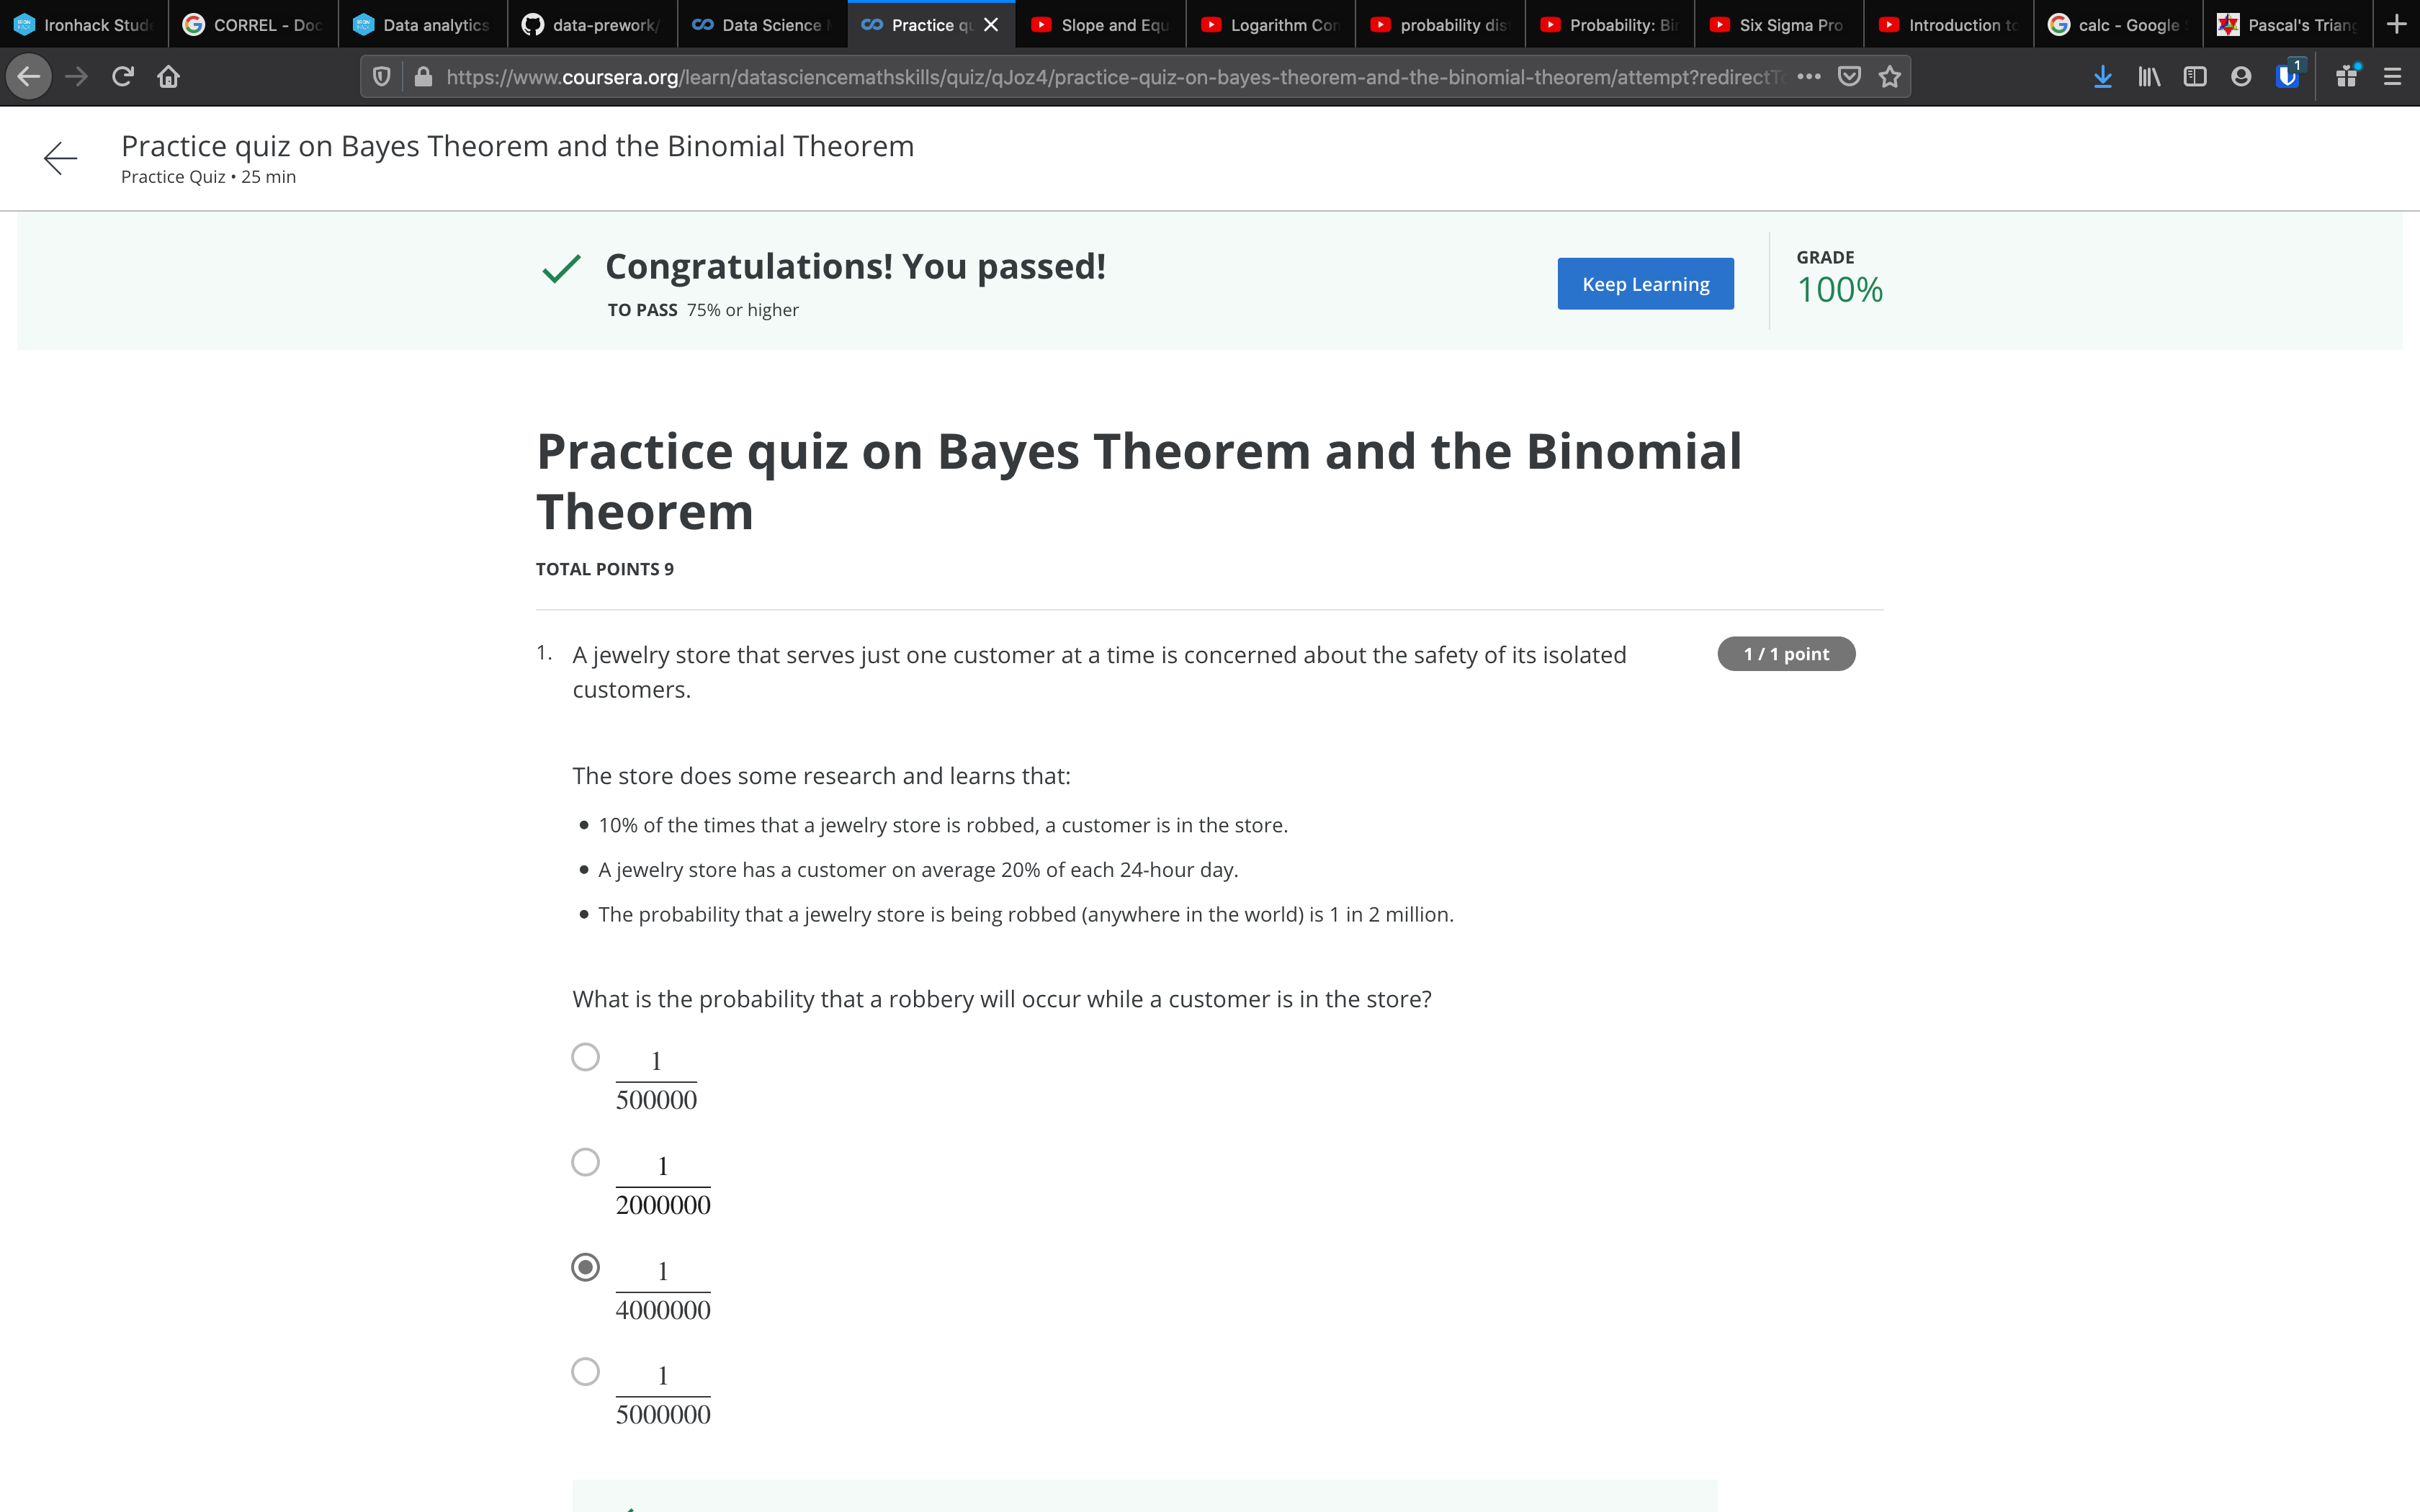 Ironhack Stud
CORREL - Doc
Data analytics
data-prework/
Data Science
Practice qu
Slope and Equ
Logarithm Con
probability dis
Probability: Bin
Six Sigma Pro
Introduction to
calc - Google
Pascal's Triang
https://www.coursera.org/learn/datasciencemathskills/quiz/qJoz4/practice-quiz-on-bayes-theorem-and-the-binomial-theorem/attempt?redirectT
1
Practice quiz on Bayes Theorem and the Binomial Theorem
Practice Quiz • 25 min
Congratulations! You passed!
TO PASS 75% or higher
Keep Learning
GRADE
100%
Practice quiz on Bayes Theorem and the Binomial
Theorem
TOTAL POINTS 9
1. A jewelry store that serves just one customer at a time is concerned about the safety of its isolated
customers.
1 / 1 point
The store does some research and learns that:
• 10% of the times that a jewelry store is robbed, a customer is in the store.
• A jewelry store has a customer on average 20% of each 24-hour day.
• The probability that a jewelry store is being robbed (anywhere in the world) is 1 in 2 million.
What is the probability that a robbery will occur while a customer is in the store?
1
500000
1
2000000
1
4000000
1
5000000